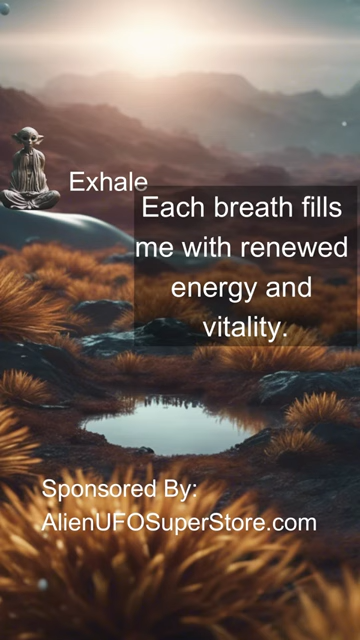 Exhale
Each breath fills
me with renewed
energy and
vitality.
Sponsored By:
AlienUFOSuperStore.com